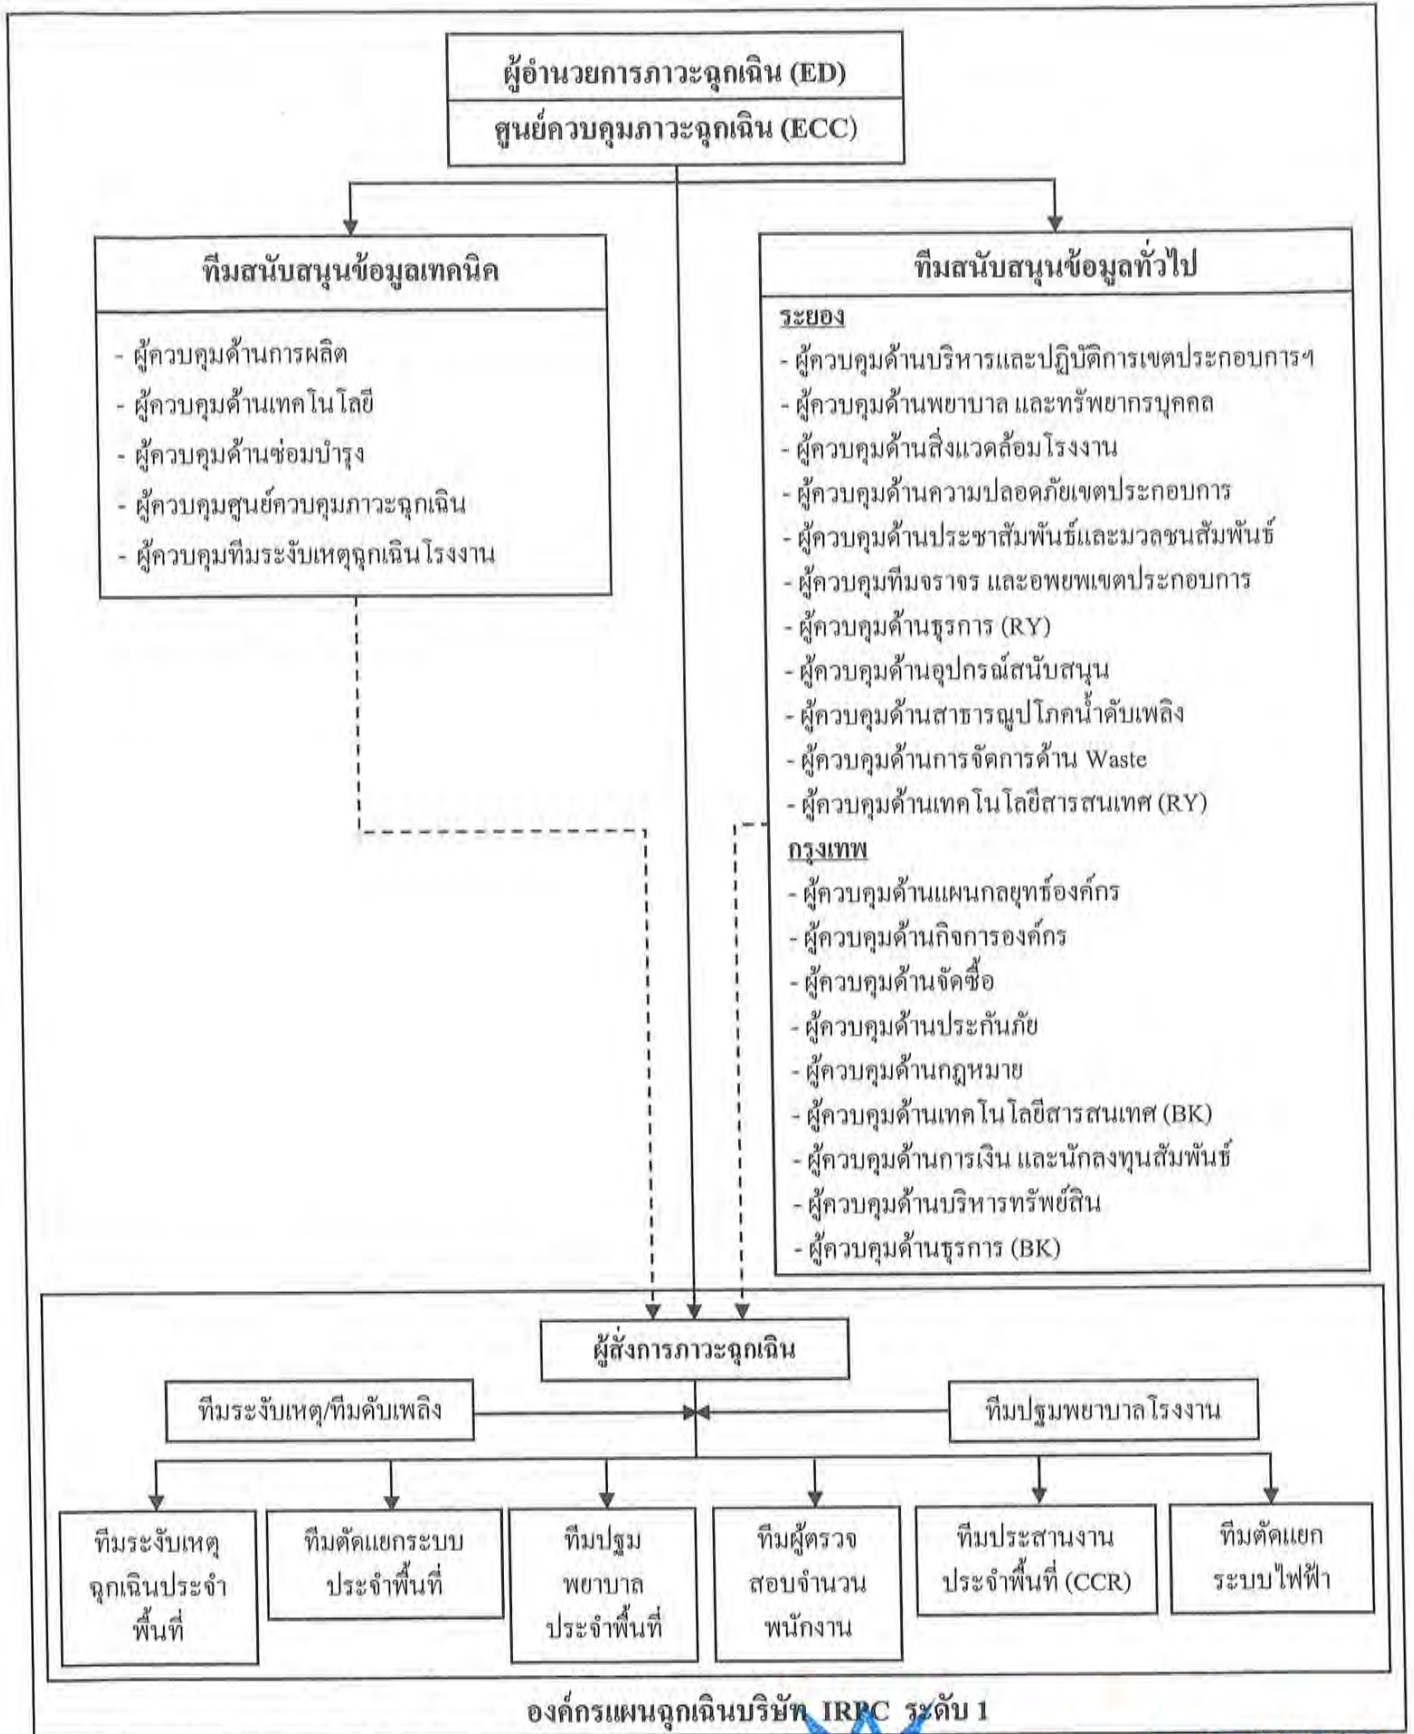 ผู้อำนวยการภาวะฉุกเฉิน (ED)
ศูนย์ควบคุมภาวะฉุกเฉิน (ECC)
ทีมสนับสนุนข้อมูลเทคนิค
- ผู้ควบคุมด้านการผลิต
- ผู้ควบคุมด้านเทคโนโลยี
- ผู้ควบคุมด้านซ่อมบำรุง
- ผู้ควบคุมศูนย์ควบคุมภาวะฉุกเฉิน
- ผู้ควบคุมทีมระงับเหตุฉุกเฉินโรงงาน
ทีมสนับสนุนข้อมูลทั่วไป
ระยอง
- ผู้ควบคุมด้านบริหารและปฏิบัติการเขตประกอบการฯ
- ผู้ควบคุมด้านพยาบาล และทรัพยากรบุคคล
- ผู้ควบคุมด้านสิ่งแวดล้อมโรงงาน
- ผู้ควบคุมด้านความปลอดภัยเขตประกอบการ
- ผู้ควบคุมด้านประชาสัมพันธ์และมวลชนสัมพันธ์
- ผู้ควบคุมทีมจราจร และอพยพเขตประกอบการ
- ผู้ควบคุมด้านธุรการ (RY)
- ผู้ควบคุมด้านอุปกรณ์สนับสนุน
- ผู้ควบคุมด้านสาธารณูปโภคน้ำดับเพลิง
- ผู้ควบคุมด้านการจัดการด้าน Waste
- ผู้ควบคุมด้านเทคโนโลยีสารสนเทศ (RY)
กรุงเทพ
- ผู้ควบคุมด้านแผนกลยุทธ์องค์กร
- ผู้ควบคุมด้านกิจการองค์กร
- ผู้ควบคุมด้านจัดซื้อ
- ผู้ควบคุมด้านประกันภัย
- ผู้ควบคุมด้านกฎหมาย
- ผู้ควบคุมด้านเทคโนโลยีสารสนเทศ (BK)
- ผู้ควบคุมด้านการเงิน และนักลงทุนสัมพันธ์
- ผู้ควบคุมด้านบริหารทรัพย์สิน
- ผู้ควบคุมด้านธุรการ (BK)
ผู้สั่งการภาวะฉุกเฉิน
ทีมระงับเหตุ/ทีมดับเพลิง
ทีมปฐมพยาบาลโรงงาน
ทีมระงับเหตุ
ฉุกเฉินประจำ
พื้นที่
ทีมตัดแยกระบบ
ประจำพื้นที่
ทีมปฐม
พยาบาล
ประจำพื้นที่
ทีมผู้ตรวจ
สอบจำนวน
พนักงาน
ทีมประสานงาน
ประจำพื้นที่ (CCR)
ทีมตัดแยก
ระบบไฟฟ้า
องค์กรแผนฉุกเฉินบริษัท IRPC ระดับ 1